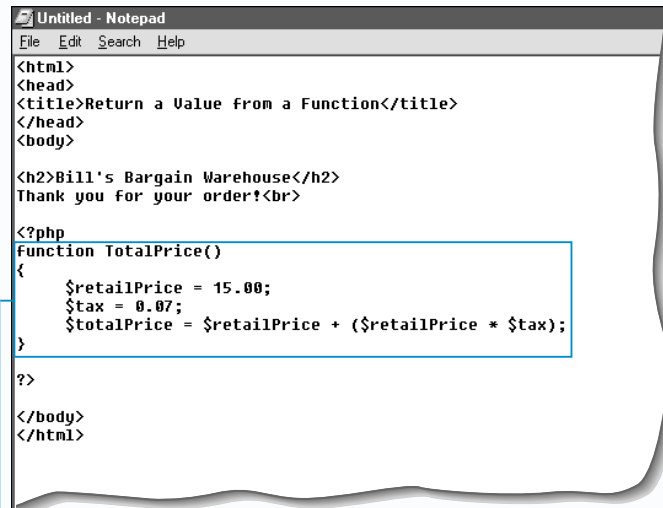 Untitled - Notepad
File Edit Search Help
<html>
<head>
<title>Return a Value from a Function</title>
</head>
<body>
<h2>Bill's Bargain Warehouse</h2>
Thank you for your order!<br>
<?php
function TotalPrice()
{
$retailPrice = 15.00;
$tax = 0.07;
$totalPrice = $retailPrice + ($retailPrice * $tax);
}
?>
</body>
</html>